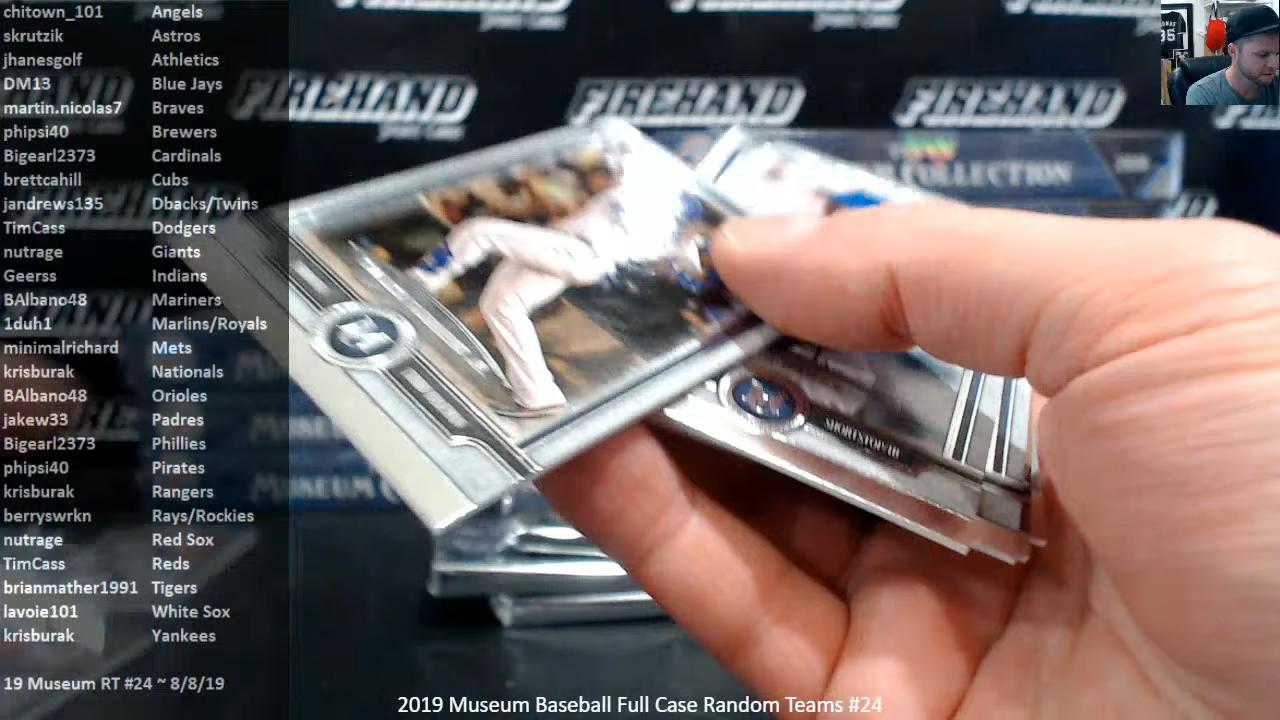 chitown_101 Angels
skrutzik Astros
jhanesgolf Athletics
DM13 Blue Jays
martin.nicolas7 Braves
phipsi40 Brewers
Bigearl2373 Cardinals
brettcahill Cubs
jandrews135 Dbacks/Twins
TimCass Dodgers
nutrage Giants
Geerss Indians
BAlbano48 Mariners
1duh1 Marlins/Royals
minimalrichard Mets
krisburak Nationals
BAlbano48 Orioles
jakew33 Padres
Bigearl2373 Phillies
phipsi40 Pirates
krisburak Rangers
berryswrkn Rays/Rockies
nutrage Red Sox
TimCass Reds
brianmather1991 Tigers
lavoie101 White Sox
krisburak Yankees
19 Museum RT #24 ~ 8/8/19
FIREHAND
FIREHAND
FIREHAND
COLLECTION
SHORTSTOP
MUSEUM
2019 Museum Baseball Full Case Random Teams #24